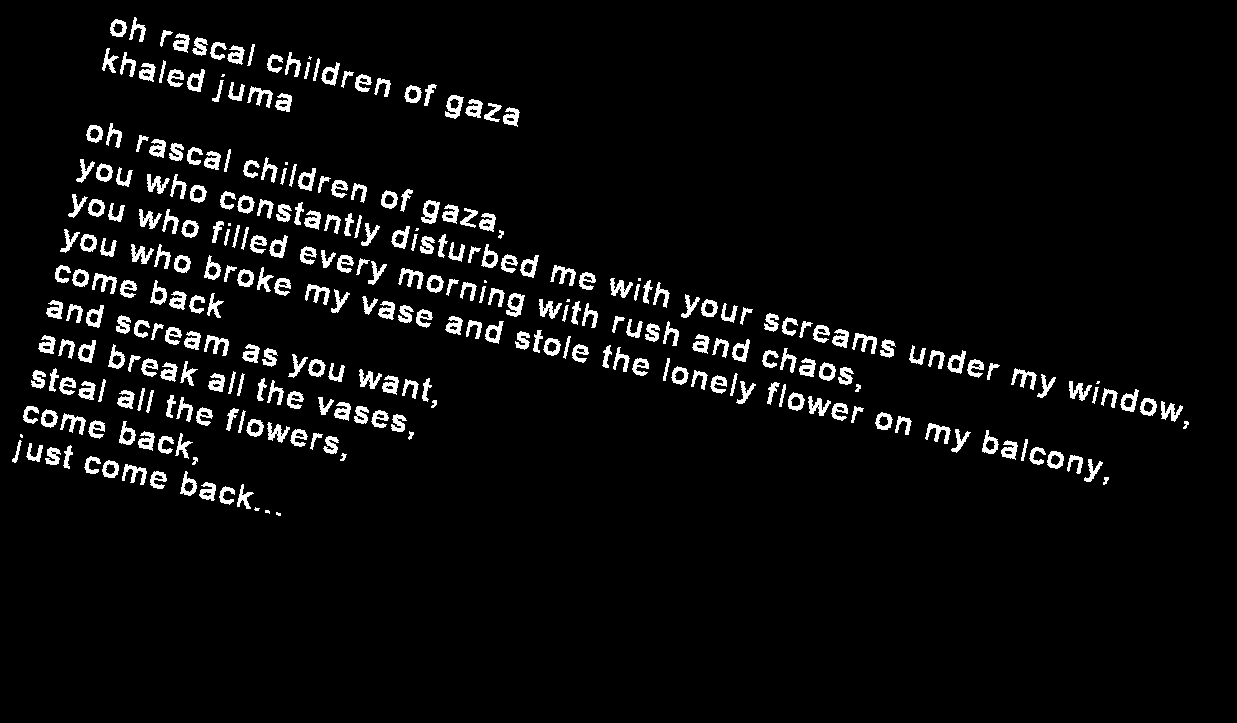 oh rascal children of gaza
khaled juma

oh rascal children of gaza,
you who constantly disturbed me with your screams under my window,
you who filled every morning with rush and chaos,
you who broke my vase and stole the lonely flower on my balcony,
come back
and scream as you want,
and break all the vases,
steal all the flowers,
come back,
just come back...